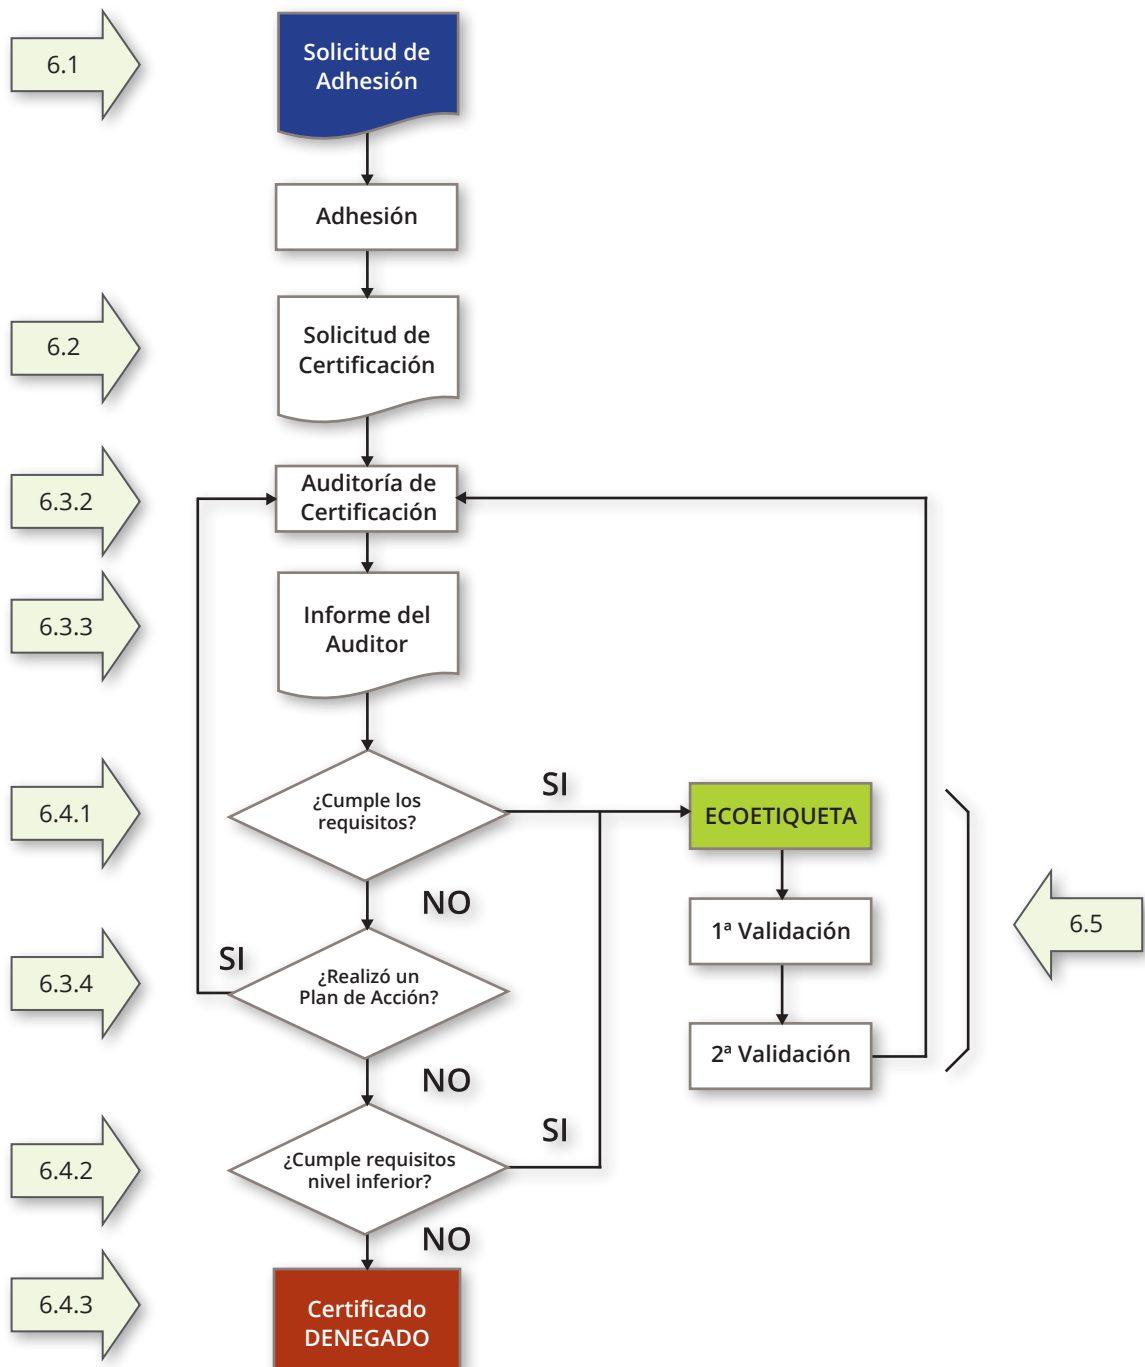 6.1
Solicitud de
Adhesión
Adhesión
6.2
Solicitud de
Certificación
6.3.2
Auditoría de
Certificación
6.3.3
Informe del
Auditor
6.4.1
¿Cumple los
requisitos?
SI
ECOETIQUETA
NO
1ª Validación
6.5
SI
6.3.4
¿Realizó un
Plan de Acción?
2ª Validación
NO
SI
6.4.2
¿Cumple requisitos
nivel inferior?
NO
6.4.3
Certificado
DENEGADO